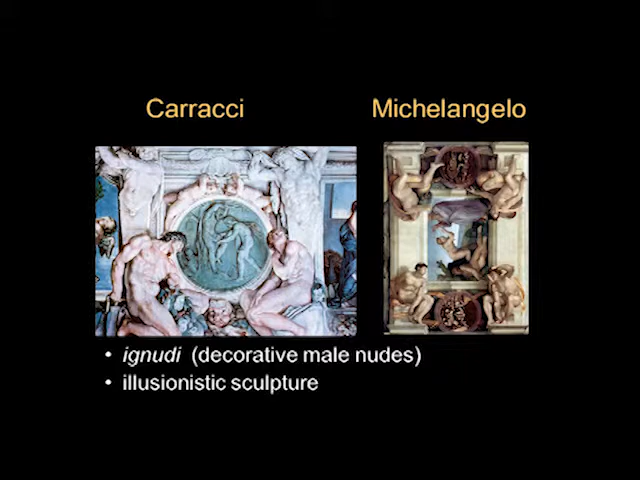 Carracci
Michelangelo
• ignudi (decorative male nudes)
• illusionistic sculpture